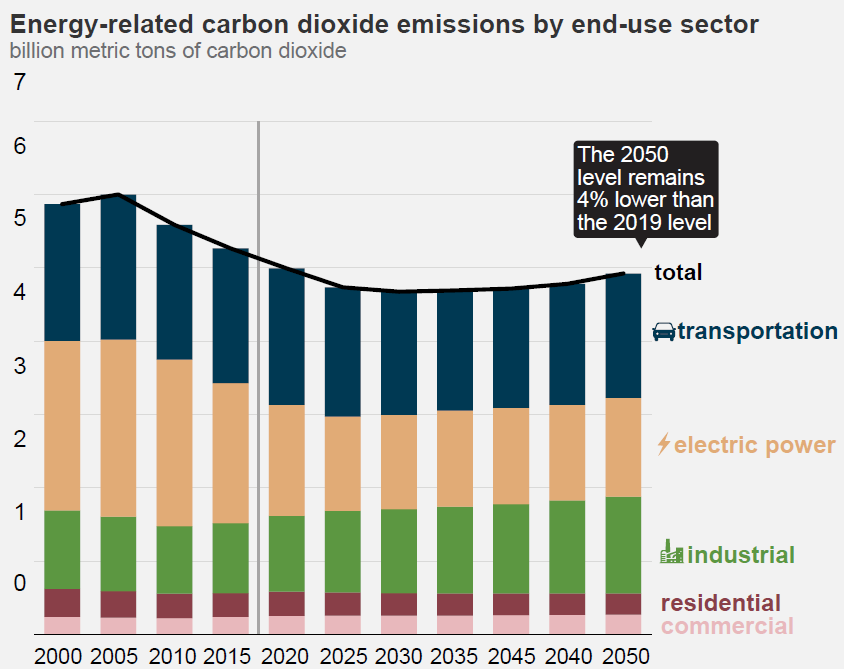 Energy-related carbon dioxide emissions by end-use sector
billion metric tons of carbon dioxide
7
6
5
4
3
2
1
0
The 2050
level remains
4% lower than
the 2019 level
total
transportation
electric power
industrial
residential
commercial
2000 2005 2010 2015 2020 2025 2030 2035 2045 2040 2050